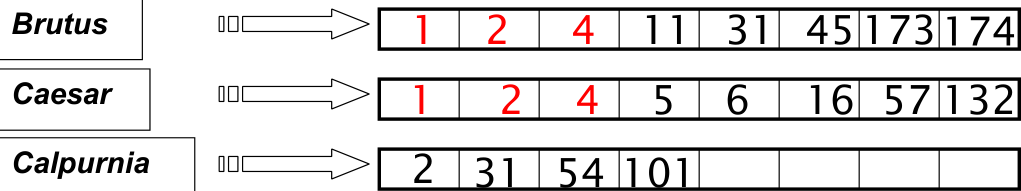 Brutus 1 2 4 11 31 45 173 174
Caesar 1 2 4 5 6 16 57 132
Calpurnia 2 31 54 101